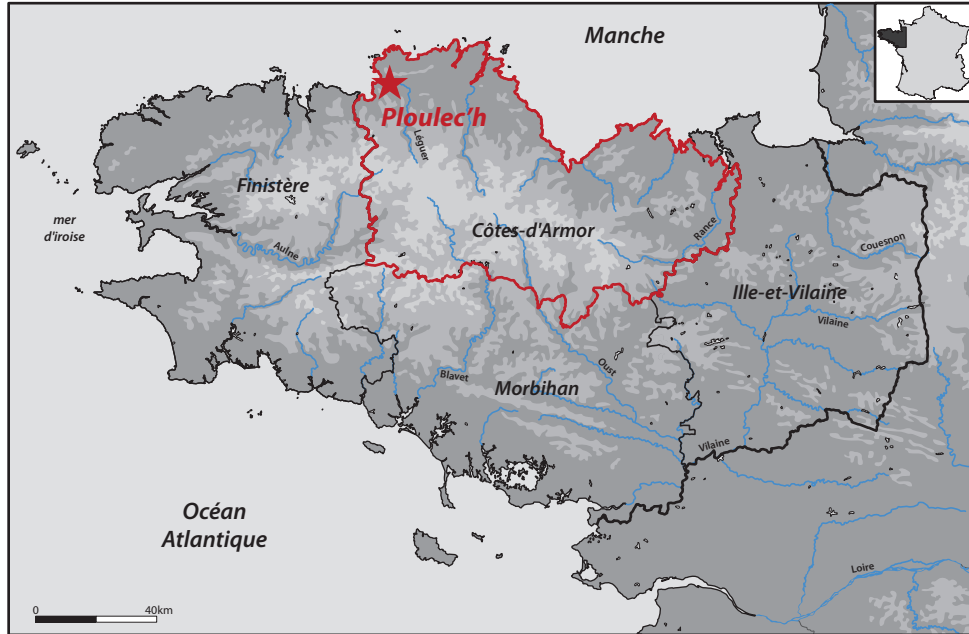 Manche
Ploulec'h
Léguer
Finistère
mer
d'iroise
Aulne
Côtes-d'Armor
Rance
Couesnon
Ille-et-Vilaine
Vilaine
Oust
Blavet
Morbihan
Vilaine
Océan
Atlantique
Loire
0
40km